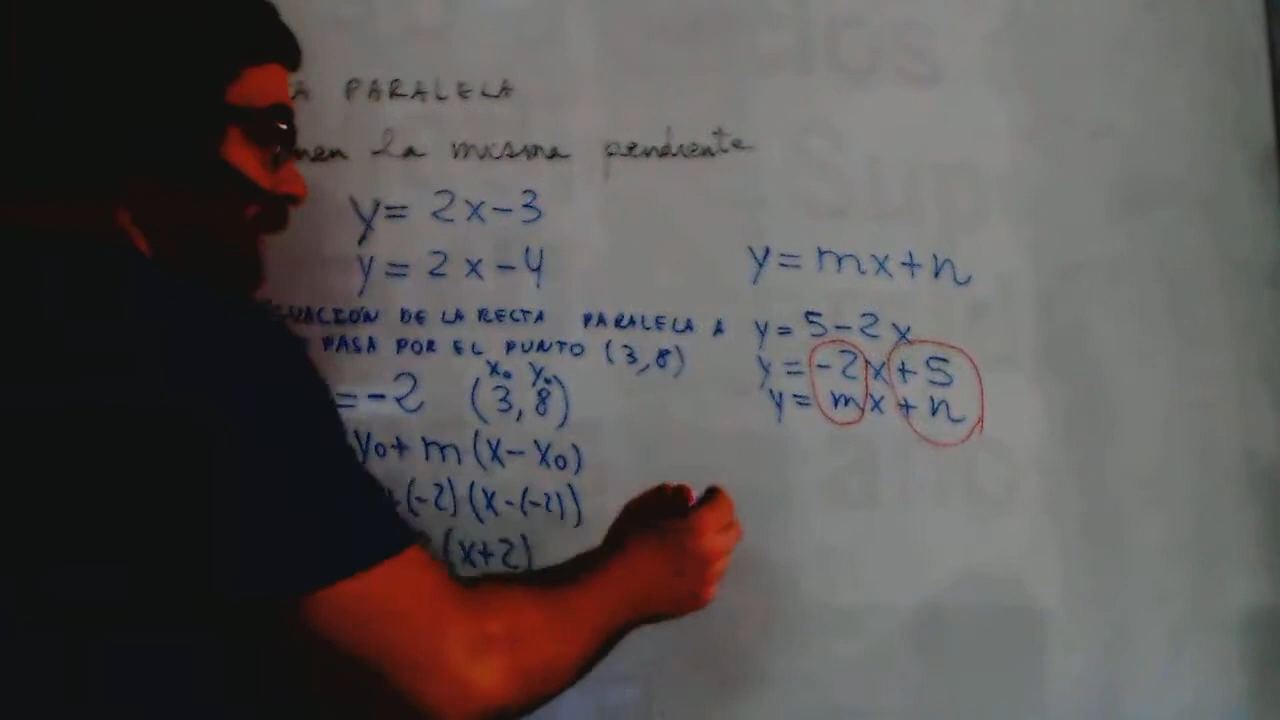 A PARALELA
nen la misma pendiente
y = 2x-3
y = 2x-4
y = mx+n
UACIÓN DE LA RECTA PARALELA A y = 5-2x
PASA POR EL PUNTO (3,8)
y = -2x+5
x₀ y₀
=-2 (3,8)
y = mx+n
y₀+m(x-x₀)
+(-2)(x-(-2))
(x+2)